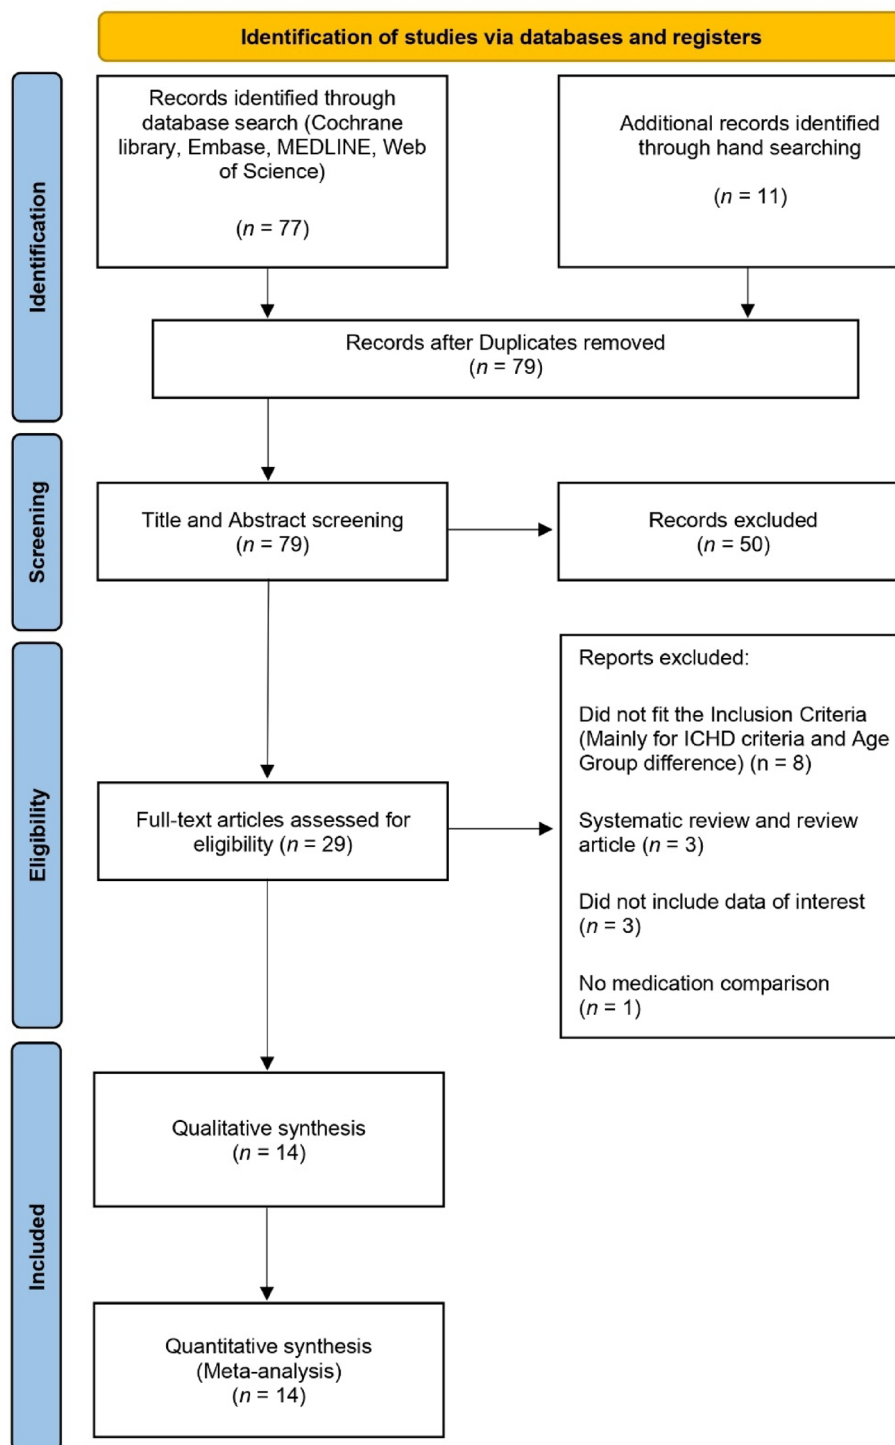 Identification of studies via databases and registers
Identification
Records identified through
database search (Cochrane
library, Embase, MEDLINE, Web
of Science)
(n = 77)
Additional records identified
through hand searching
(n = 11)
Records after Duplicates removed
(n = 79)
Screening
Title and Abstract screening
(n = 79)
Records excluded
(n = 50)
Eligibility
Full-text articles assessed for
eligibility (n = 29)
Reports excluded:
Did not fit the Inclusion Criteria
(Mainly for ICHD criteria and Age
Group difference) (n = 8)
Systematic review and review
article (n = 3)
Did not include data of interest
(n = 3)
No medication comparison
(n = 1)
Included
Qualitative synthesis
(n = 14)
Quantitative synthesis
(Meta-analysis)
(n = 14)